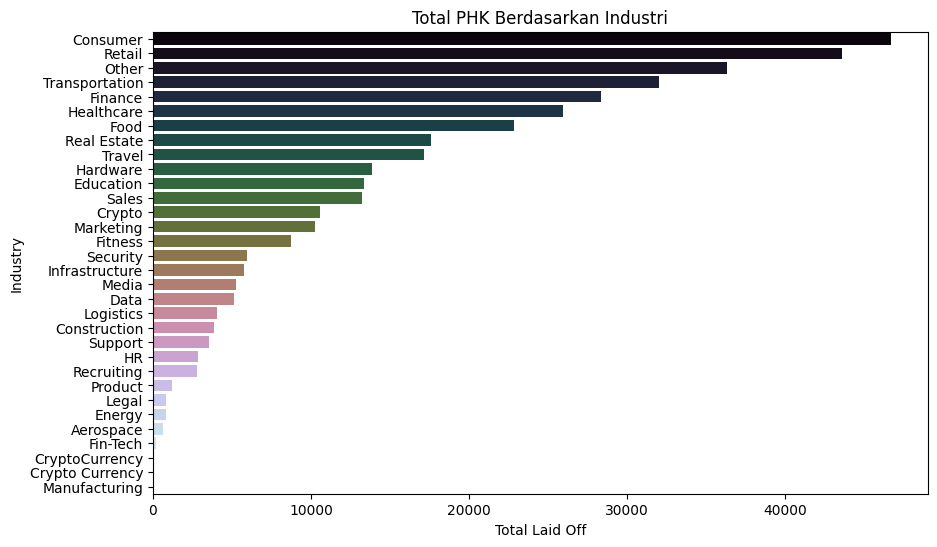 Total PHK Berdasarkan Industri
Industry
Consumer
Retail
Other
Transportation
Finance
Healthcare
Food
Real Estate
Travel
Hardware
Education
Sales
Crypto
Marketing
Fitness
Security
Infrastructure
Media
Data
Logistics
Construction
Support
HR
Recruiting
Product
Legal
Energy
Aerospace
Fin-Tech
CryptoCurrency
Crypto Currency
Manufacturing
0 10000 20000 30000 40000
Total Laid Off